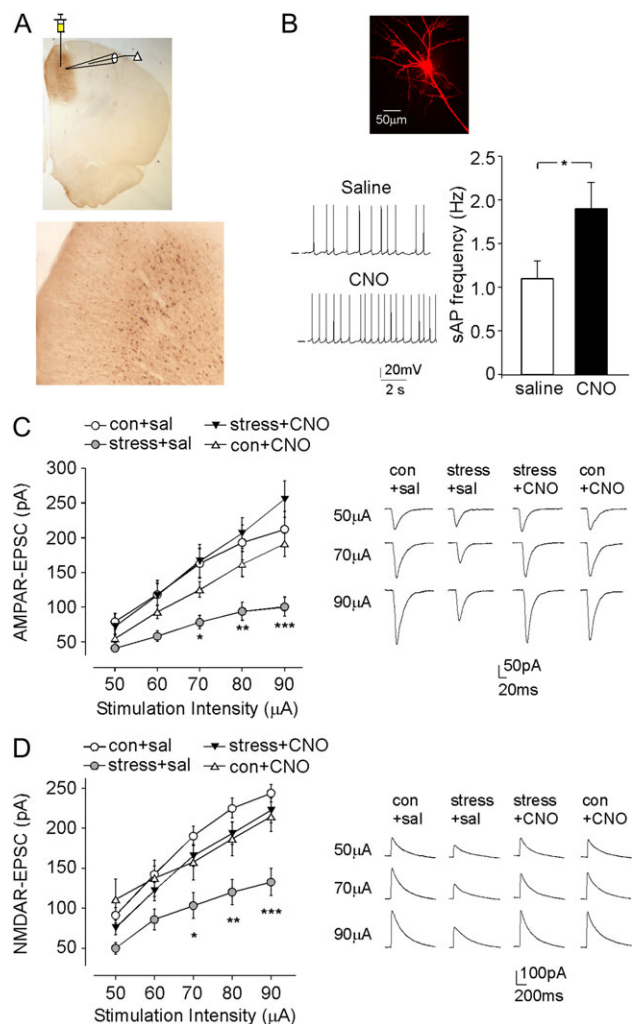 A
B
50μm
Saline
CNO
20mV
2 s
sAP frequency (Hz)
2.5
2.0
1.5
1.0
0.5
0
*
saline CNO
C
con+sal stress+CNO
stress+sal con+CNO
AMPAR-EPSC (pA)
300
250
200
150
100
50
* ** ***
50 60 70 80 90
Stimulation Intensity (μA)
con stress stress con
+sal +sal +CNO +CNO
50μA
70μA
90μA
50pA
20ms
D
con+sal stress+CNO
stress+sal con+CNO
NMDAR-EPSC (pA)
250
200
150
100
50
* ** ***
50 60 70 80 90
Stimulation Intensity (μA)
con stress stress con
+sal +sal +CNO +CNO
50μA
70μA
90μA
100pA
200ms